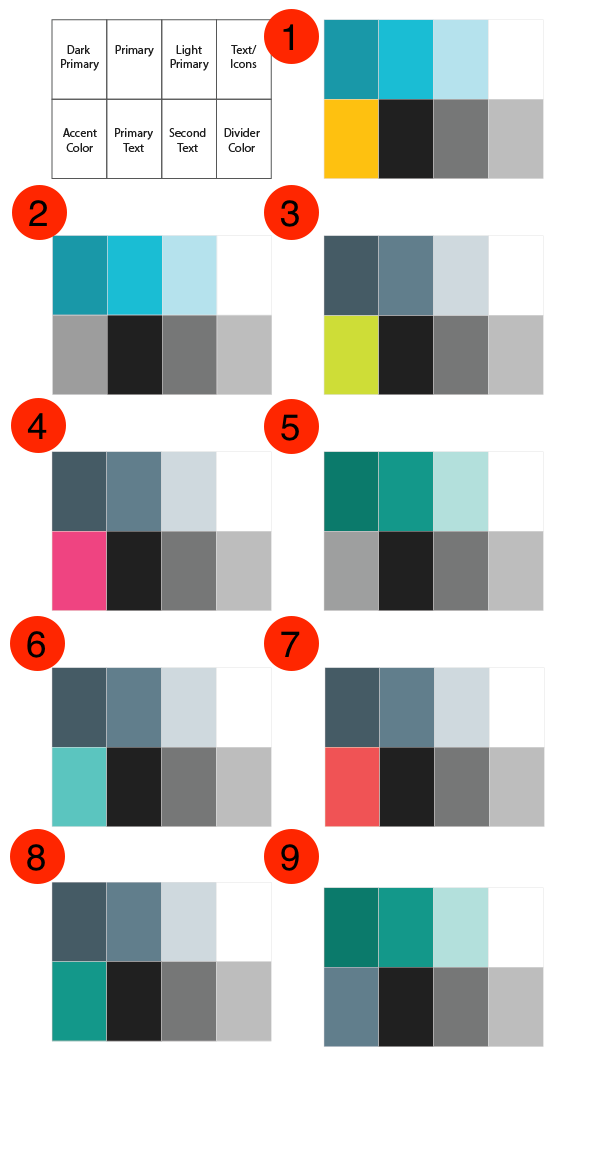 Dark
Primary
Primary
Light
Primary
Text/
Icons
1
Accent
Color
Primary
Text
Second
Text
Divider
Color
2
3
4
5
6
7
8
9